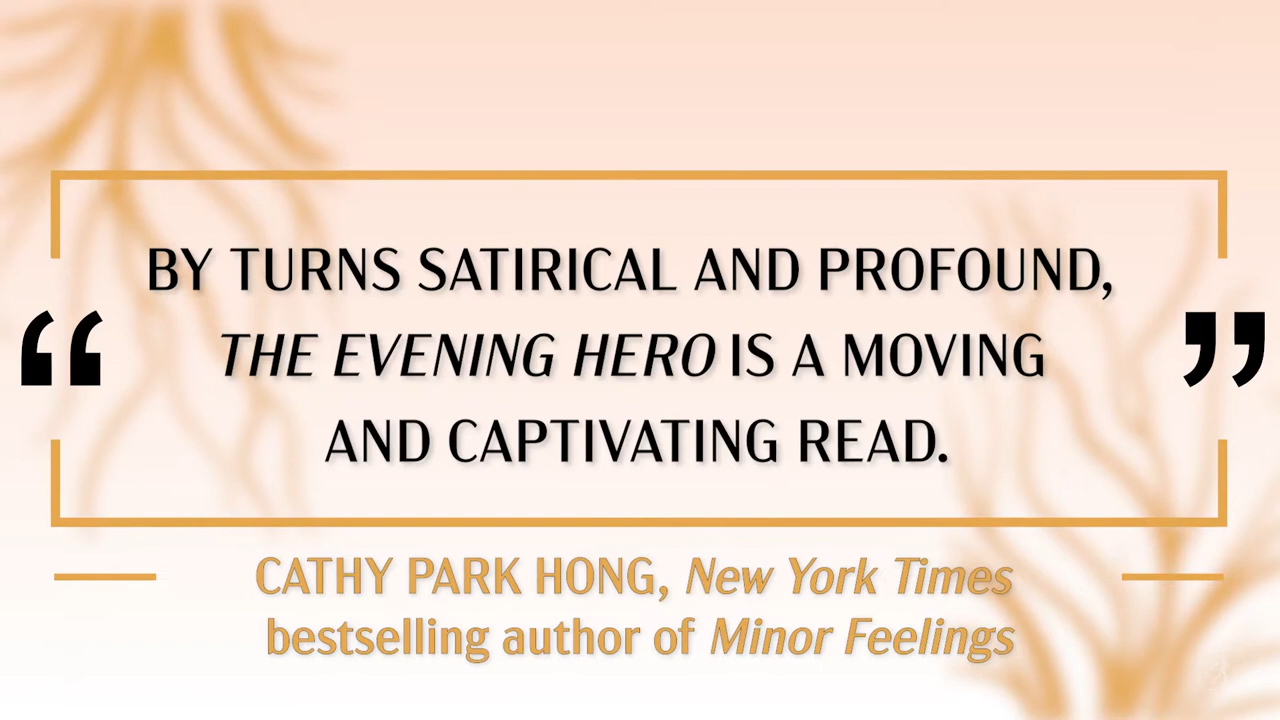 BY TURNS SATIRICAL AND PROFOUND,
“ THE EVENING HERO IS A MOVING ”
AND CAPTIVATING READ.
CATHY PARK HONG, New York Times
bestselling author of Minor Feelings